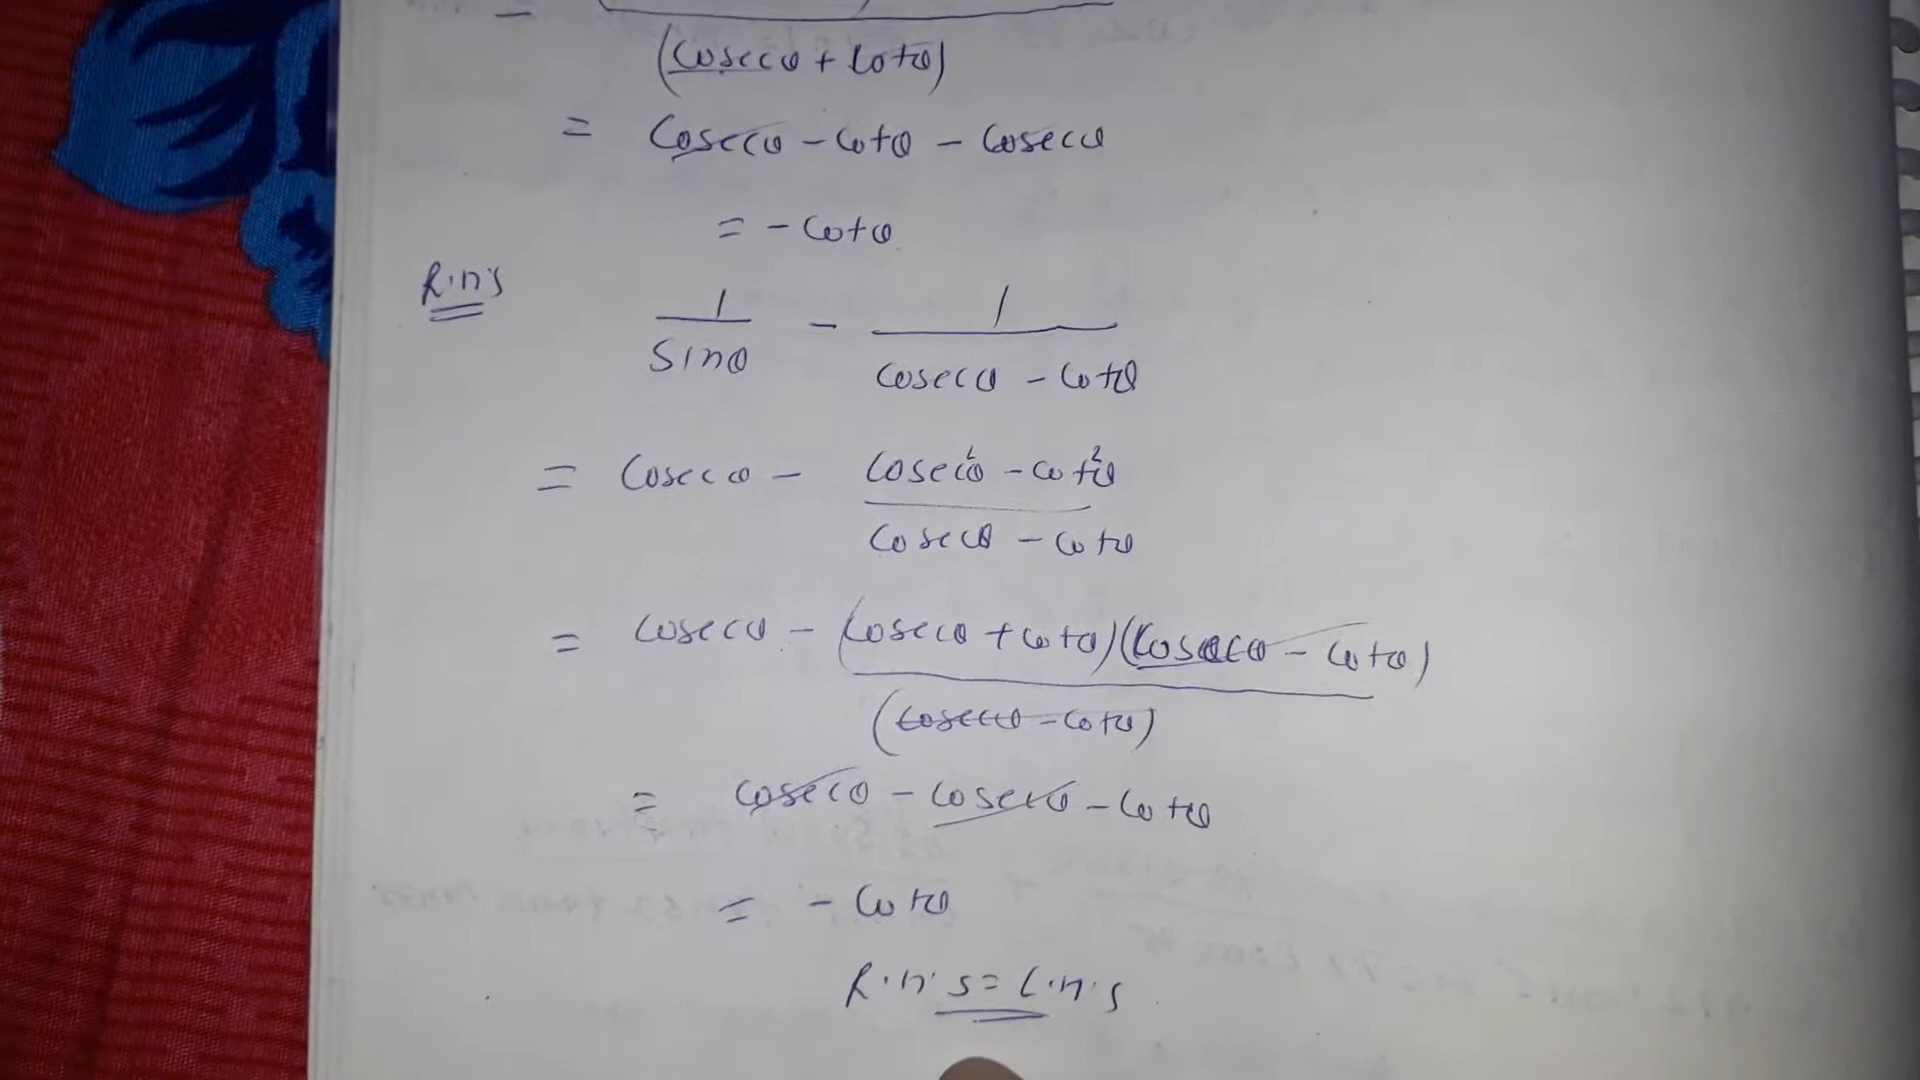 (cosecθ + cotθ)
= cosecθ - cotθ - cosecθ
= - cotθ
R.H.S
1/sinθ - 1/(cosecθ - cotθ)
= cosecθ - (cosec²θ - cot²θ)/(cosecθ - cotθ)
= cosecθ - (cosecθ + cotθ)(cosecθ - cotθ)/(cosecθ - cotθ)
= cosecθ - cosecθ - cotθ
= - cotθ
R.H.S = L.H.S